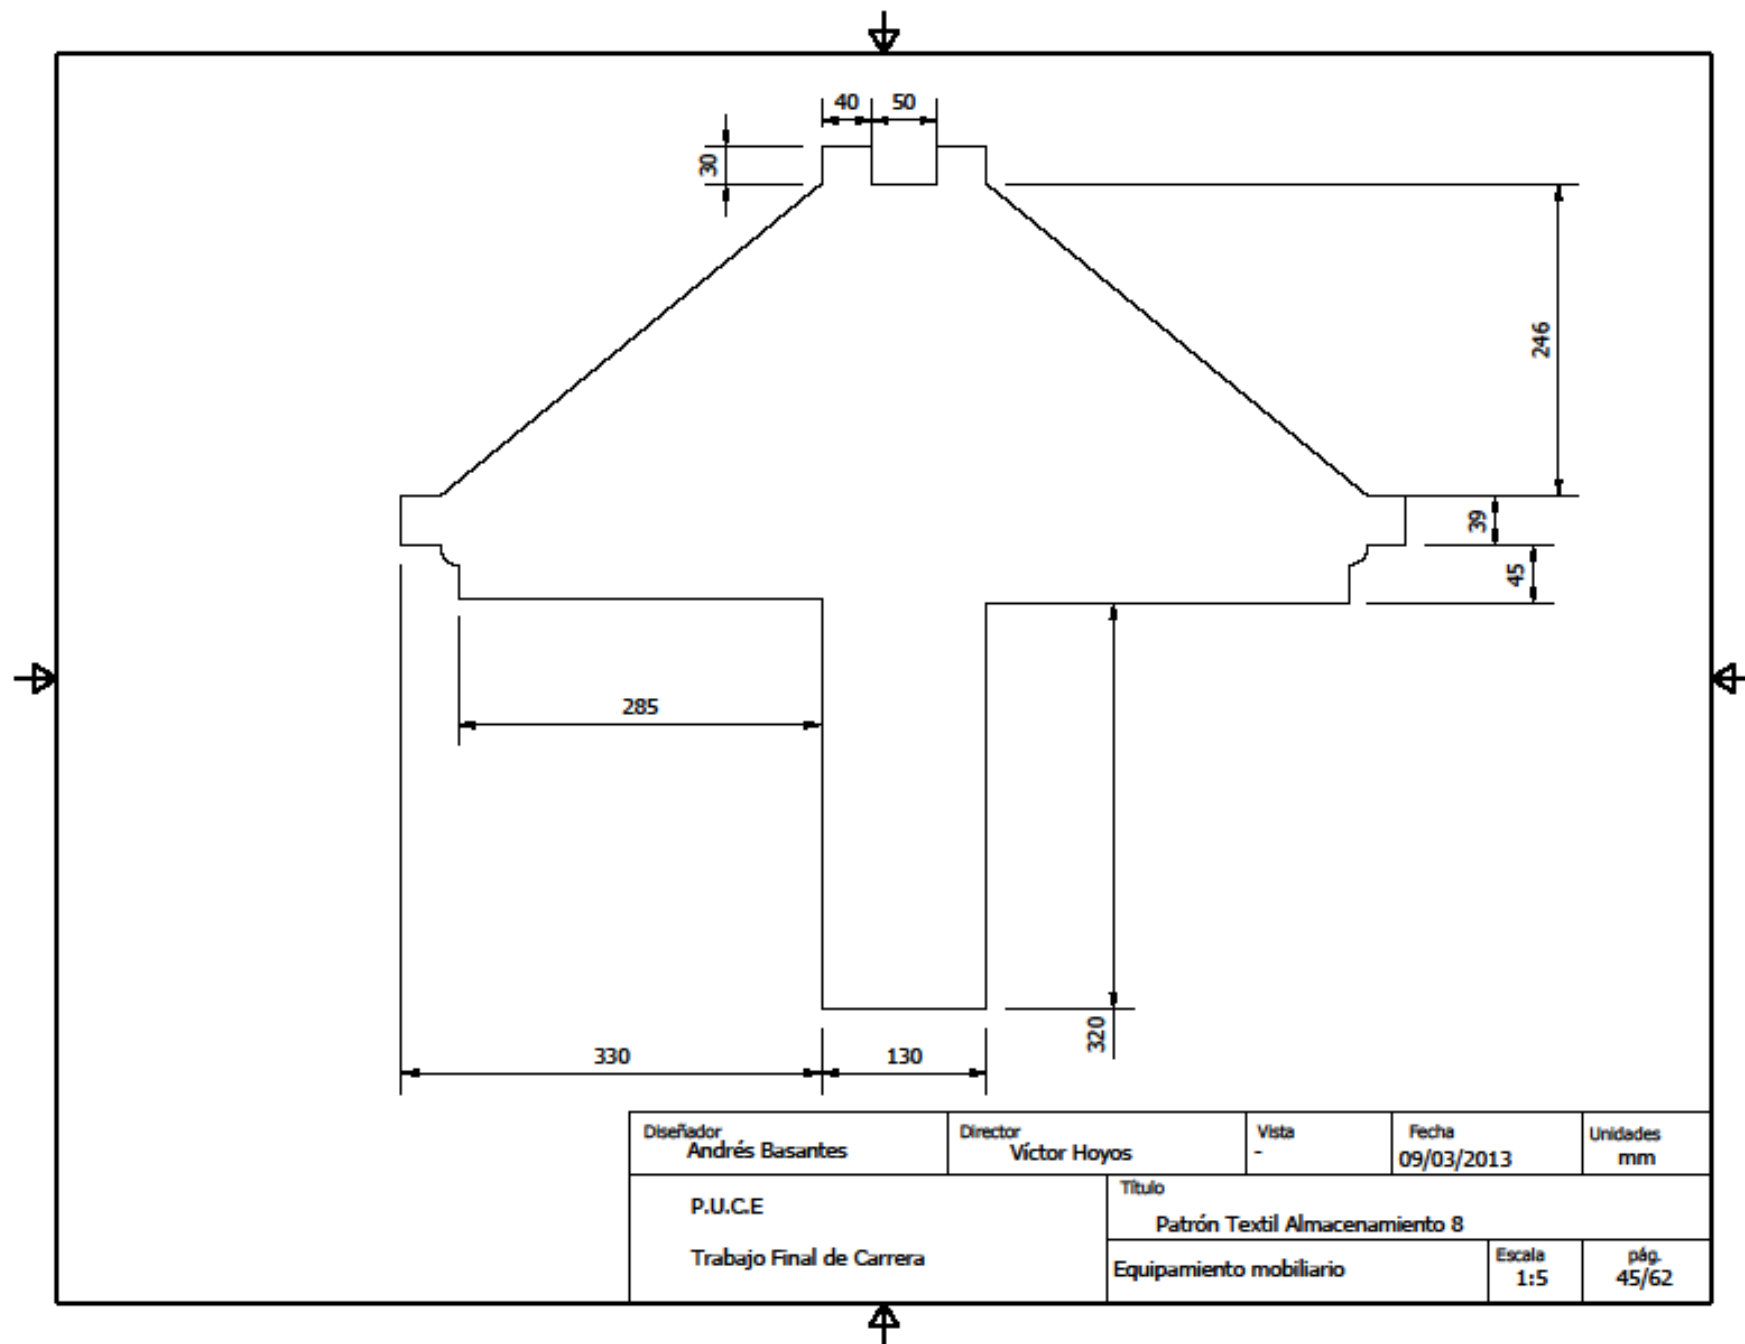 40 50
30
246
39
45
285
320
330 130
Diseñador
Andrés Basantes
Director
Víctor Hoyos
Vista
-
Fecha
09/03/2013
Unidades
mm
P.U.C.E
Trabajo Final de Carrera
Título
Patrón Textil Almacenamiento 8
Equipamiento mobiliario
Escala
1:5
pág.
45/62